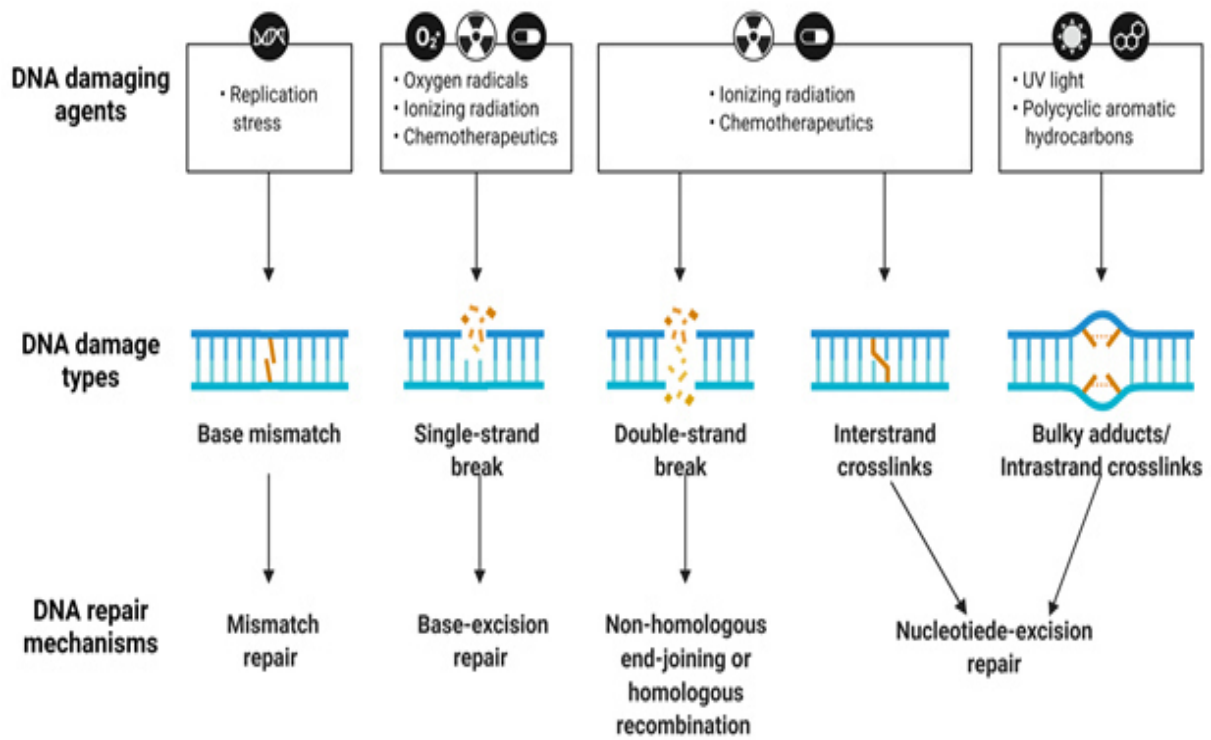 DNA damaging
agents
• Replication
stress
O₂•
• Oxygen radicals
• Ionizing radiation
• Chemotherapeutics
• Ionizing radiation
• Chemotherapeutics
• UV light
• Polycyclic aromatic
hydrocarbons
DNA damage
types
Base mismatch
Single-strand
break
Double-strand
break
Interstrand
crosslinks
Bulky adducts/
Intrastrand crosslinks
DNA repair
mechanisms
Mismatch
repair
Base-excision
repair
Non-homologous
end-joining or
homologous
recombination
Nucleotiede-excision
repair